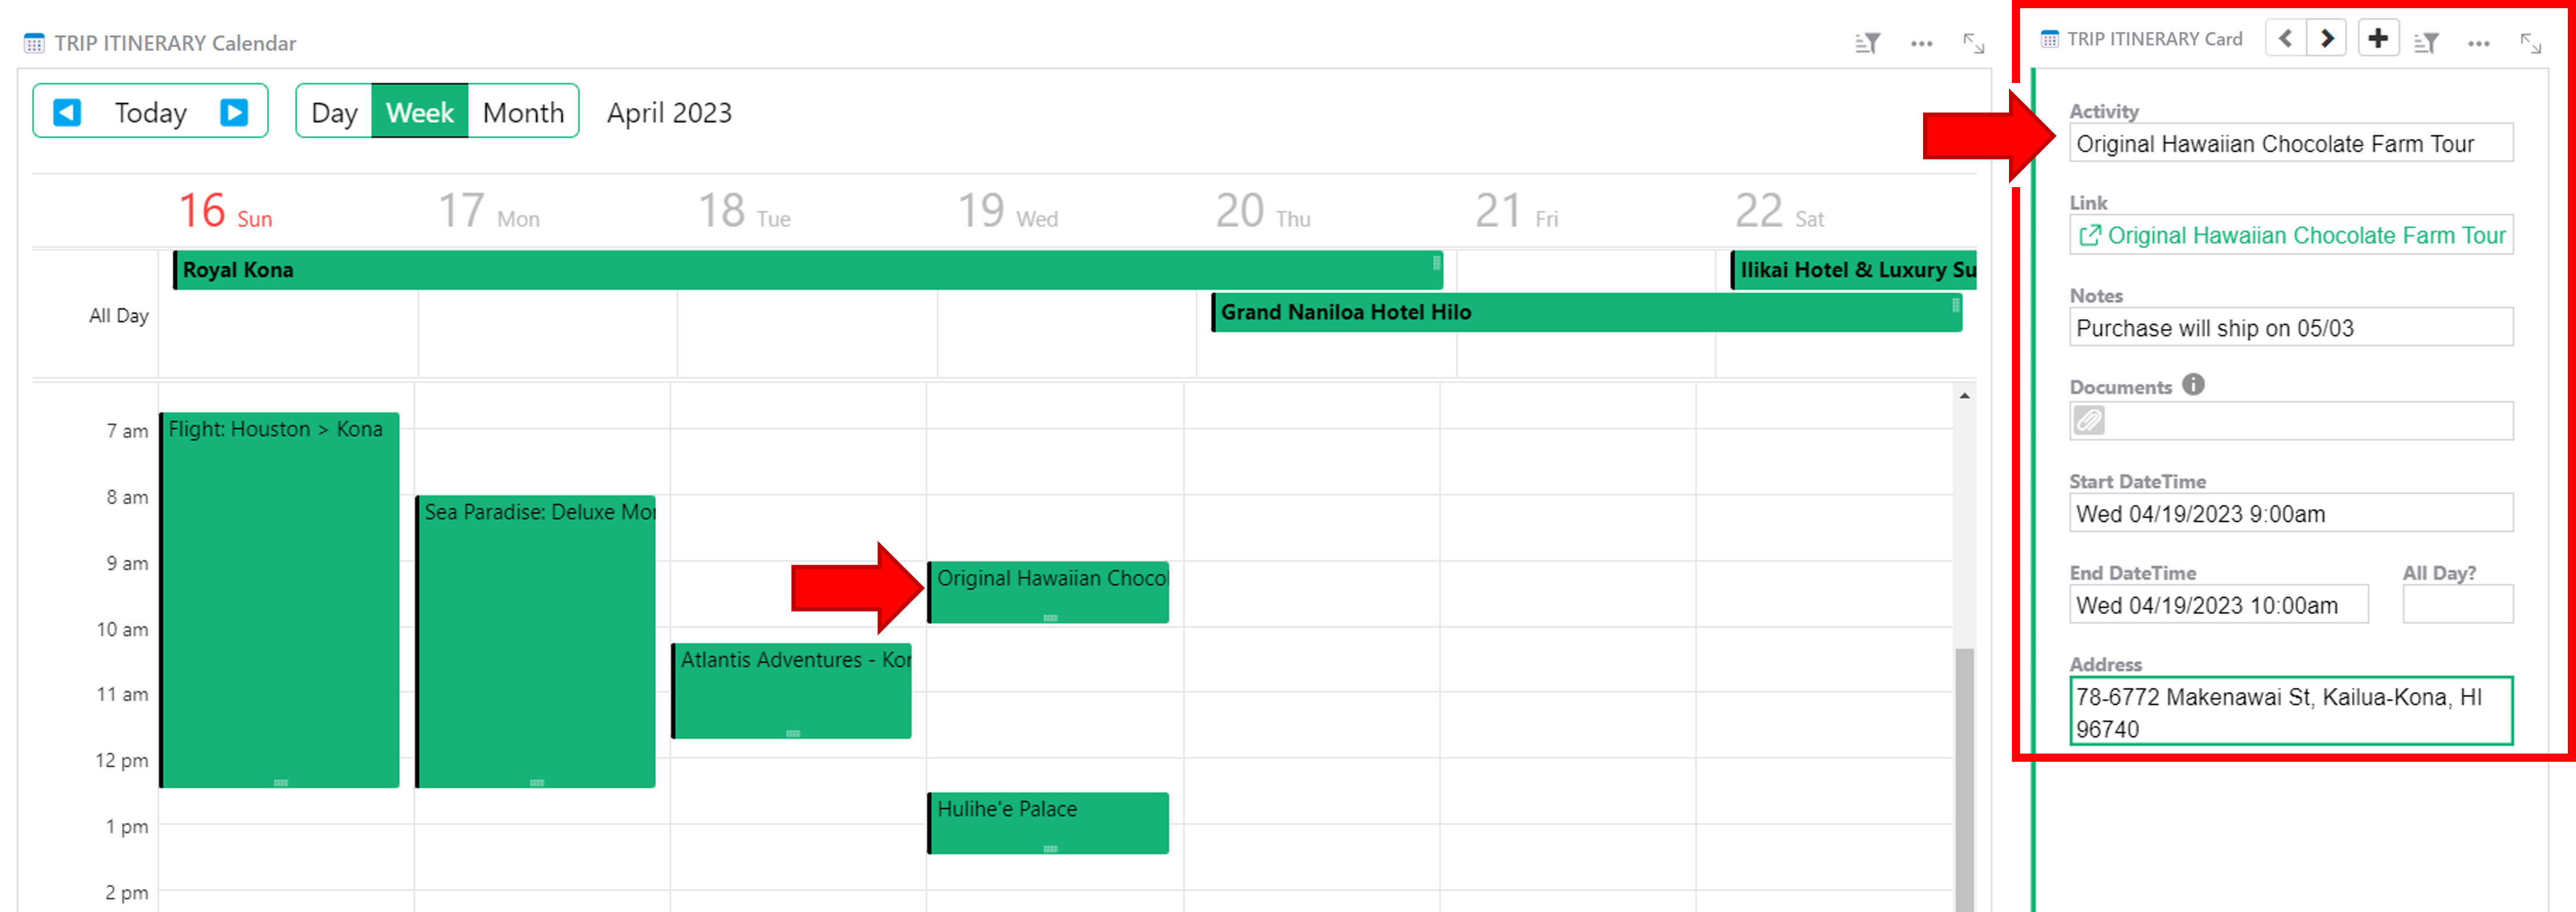 TRIP ITINERARY Calendar
Today
Day Week Month
April 2023
16 Sun
17 Mon
18 Tue
19 Wed
20 Thu
21 Fri
22 Sat
All Day
Royal Kona
Ilikai Hotel & Luxury Su
Grand Naniloa Hotel Hilo
7 am
8 am
9 am
10 am
11 am
12 pm
1 pm
2 pm
Flight: Houston > Kona
Sea Paradise: Deluxe Mor
Atlantis Adventures - Kor
Original Hawaiian Chocol
Hulihe'e Palace
TRIP ITINERARY Card
Activity
Original Hawaiian Chocolate Farm Tour
Link
Original Hawaiian Chocolate Farm Tour
Notes
Purchase will ship on 05/03
Documents
Start DateTime
Wed 04/19/2023 9:00am
End DateTime
Wed 04/19/2023 10:00am
All Day?
Address
78-6772 Makenawai St, Kailua-Kona, HI
96740